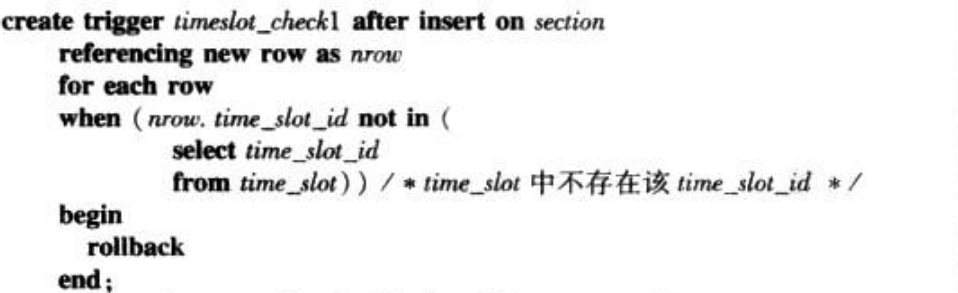 create trigger timeslot_check1 after insert on section
referencing new row as nrow
for each row
when (nrow. time_slot_id not in (
select time_slot_id
from time_slot)) / * time_slot 中不存在该 time_slot_id * /
begin
rollback
end;